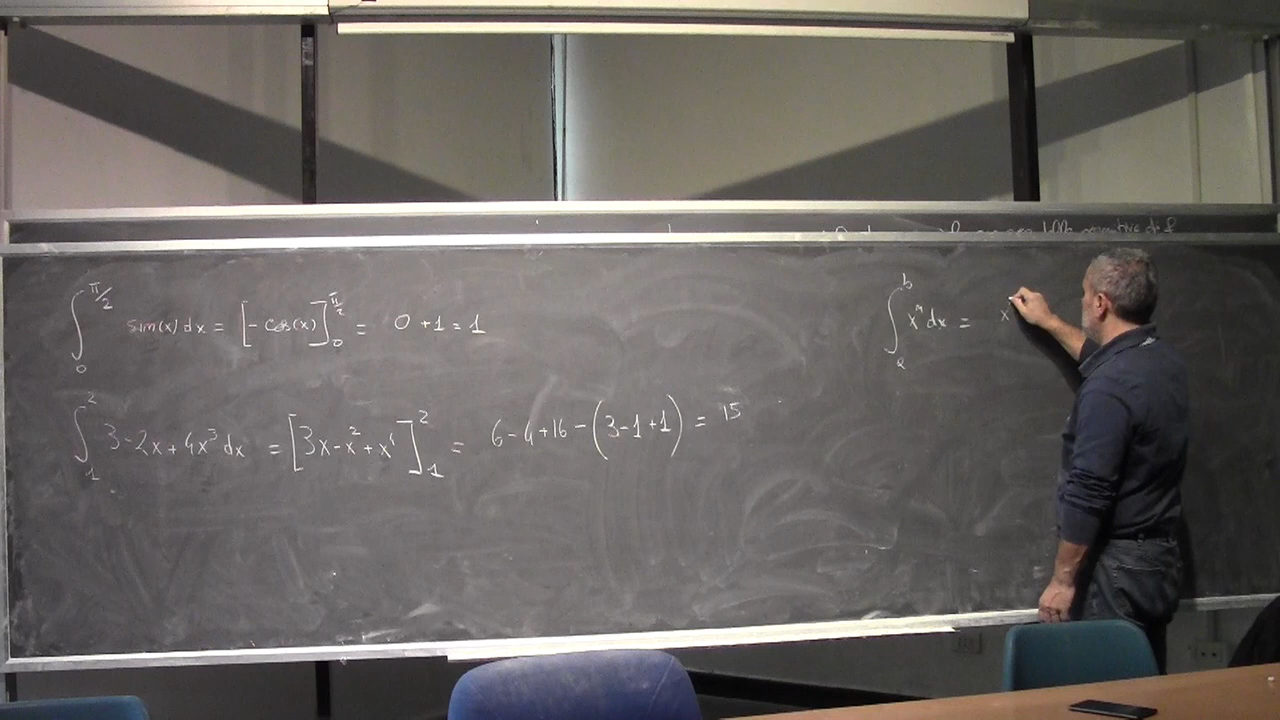 ∫₀^{π/2} sin(x) dx = [-cos(x)]₀^{π/2} = 0 + 1 = 1
∫₁² 3 - 2x + 4x³ dx = [3x - x² + x⁴]₁² = 6 - 4 + 16 - (3 - 1 + 1) = 15
∫ₐᵇ xⁿ dx = x